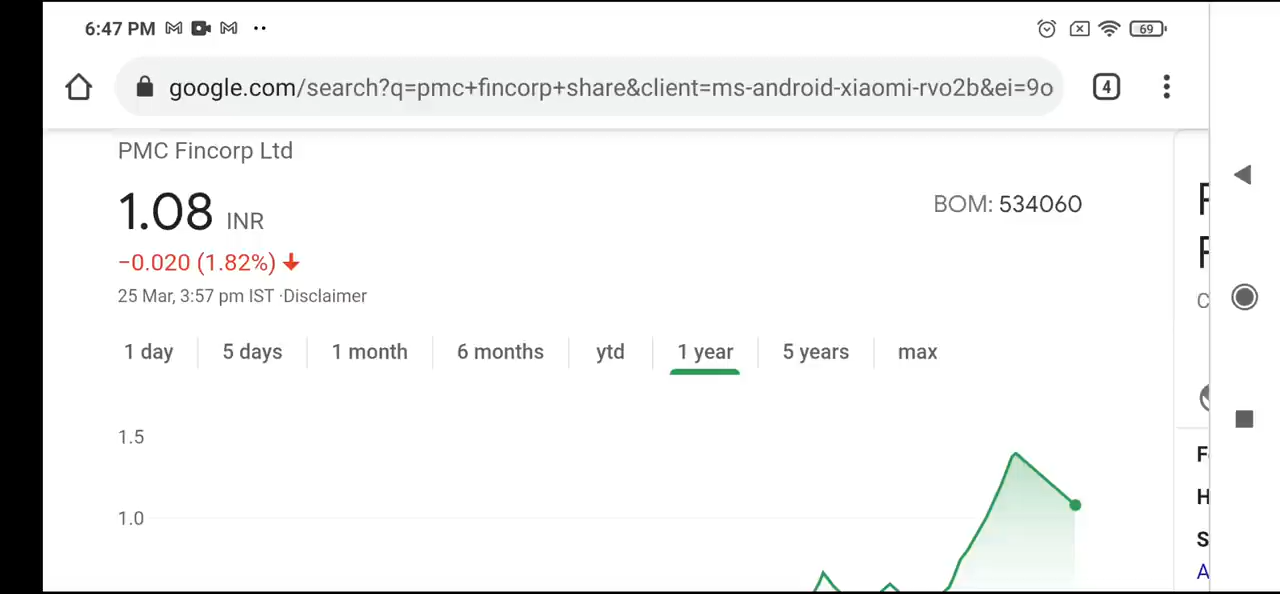 6:47 PM
69
google.com/search?q=pmc+fincorp+share&client=ms-android-xiaomi-rvo2b&ei=9o
4
PMC Fincorp Ltd
1.08 INR
BOM: 534060
−0.020 (1.82%)
25 Mar, 3:57 pm IST ·Disclaimer
1 day
5 days
1 month
6 months
ytd
1 year
5 years
max
1.5
1.0
H
S
A